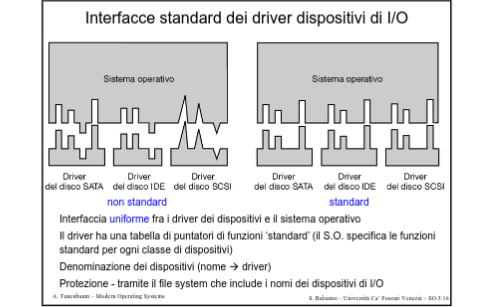 Interfacce standard dei driver dispositivi di I/O
Sistema operativo
Sistema operativo
Driver
del disco SATA
Driver
del disco IDE
Driver
del disco SCSI
Driver
del disco SATA
Driver
del disco IDE
Driver
del disco SCSI
non standard
standard
Interfaccia uniforme fra i driver dei dispositivi e il sistema operativo
Il driver ha una tabella di puntatori di funzioni 'standard' (il S.O. specifica le funzioni
standard per ogni classe di dispositivi)
Denominazione dei dispositivi (nome → driver)
Protezione - tramite il file system che include i nomi dei dispositivi di I/O
A. Tanenbaum – Modern Operating Systems
S. Balsamo – Università Ca' Foscari Venezia – SO.5.16